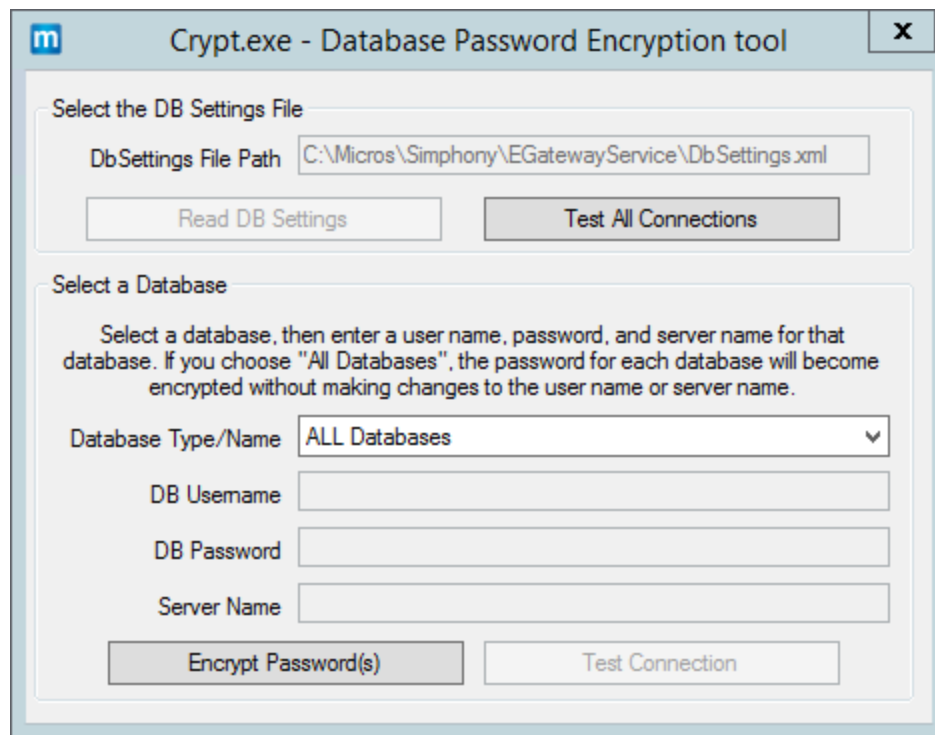 m
Crypt.exe - Database Password Encryption tool
x
Select the DB Settings File
DbSettings File Path
C:\Micros\Simphony\EGatewayService\DbSettings.xml
Read DB Settings
Test All Connections
Select a Database
Select a database, then enter a user name, password, and server name for that
database. If you choose "All Databases", the password for each database will become
encrypted without making changes to the user name or server name.
Database Type/Name
ALL Databases
DB Username
DB Password
Server Name
Encrypt Password(s)
Test Connection